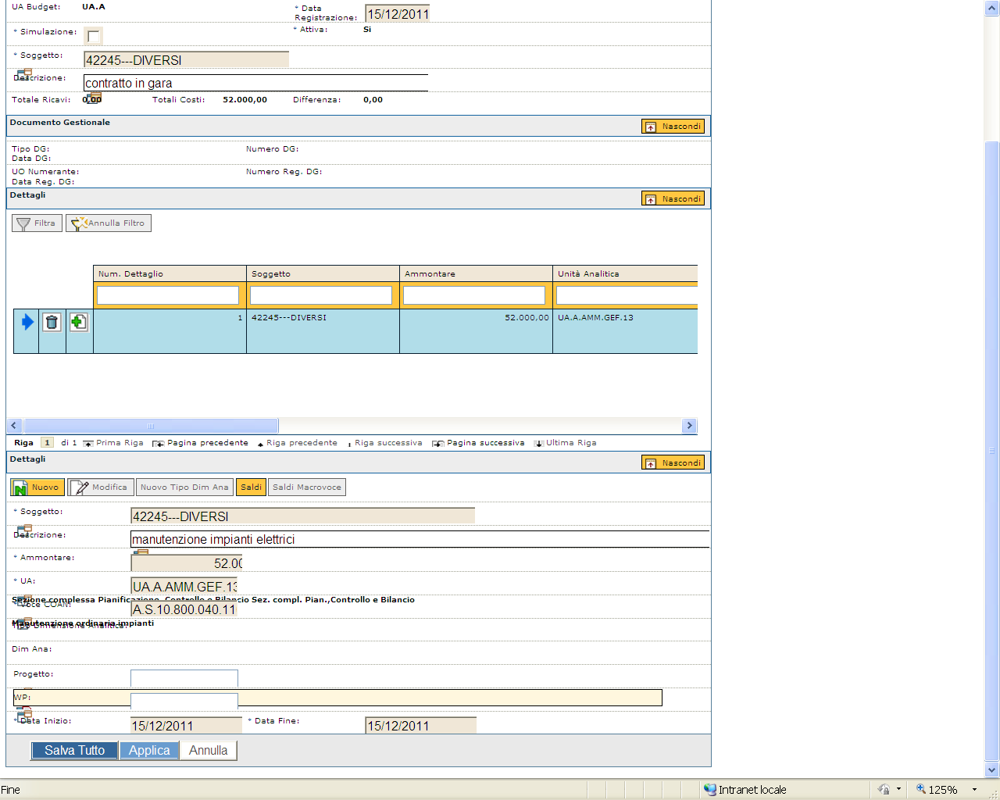 UA Budget: UA.A * Data Registrazione: 15/12/2011
* Simulazione: * Attiva: Si
* Soggetto: 42245---DIVERSI
Descrizione: contratto in gara
Totale Ricavi: 0,00 Totali Costi: 52.000,00 Differenza: 0,00
Documento Gestionale Nascondi
Tipo DG: Numero DG:
Data DG:
UO Numerante: Numero Reg. DG:
Data Reg. DG:
Dettagli Nascondi
Filtra Annulla Filtro
Num. Dettaglio Soggetto Ammontare Unità Analitica
1 42245---DIVERSI 52.000,00 UA.A.AMM.GEF.13
Riga 1 di 1 Prima Riga Pagina precedente Riga precedente Riga successiva Pagina successiva Ultima Riga
Dettagli Nascondi
Nuovo Modifica Nuovo Tipo Dim Ana Saldi Saldi Macrovoce
* Soggetto: 42245---DIVERSI
Descrizione: manutenzione impianti elettrici
* Ammontare: 52.00
* UA: UA.A.AMM.GEF.13
Sezione complessa Pianificazione, Controllo e Bilancio Sez. compl. Pian.,Controllo e Bilancio
* Voce COAN: A.S.10.800.040.11
Manutenzione ordinaria impianti
Tipo Dimensione Analitica:
Dim Ana:
Progetto:
WP:
* Data Inizio: 15/12/2011 * Data Fine: 15/12/2011
Salva Tutto Applica Annulla
Fine Intranet locale 125%